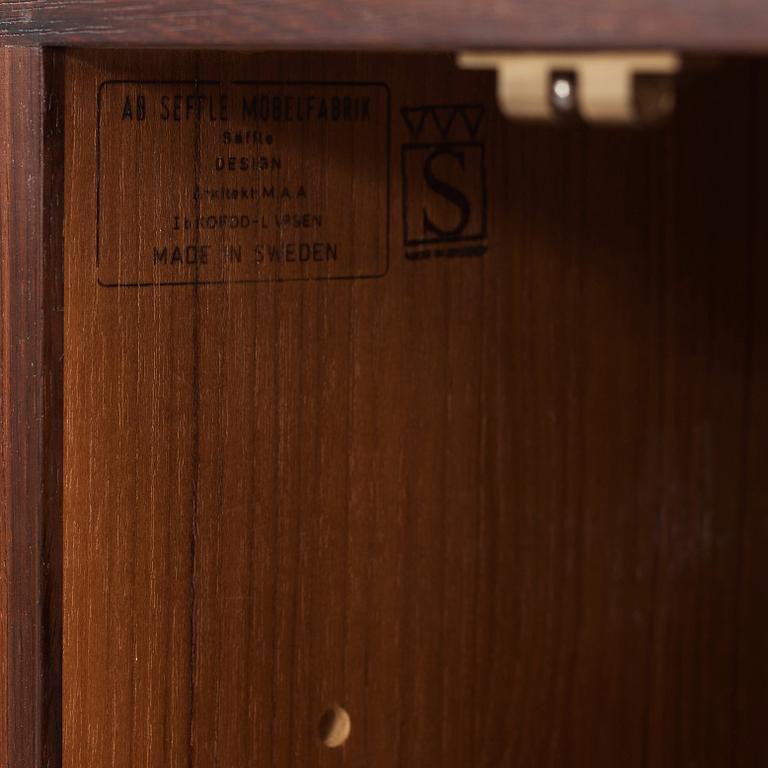 AB SEFFLE MÖBELFABRIK
Säffle
DESIGN
Arkitekt M.A.A
Ib KOFOD-LARSEN
MADE IN SWEDEN
S